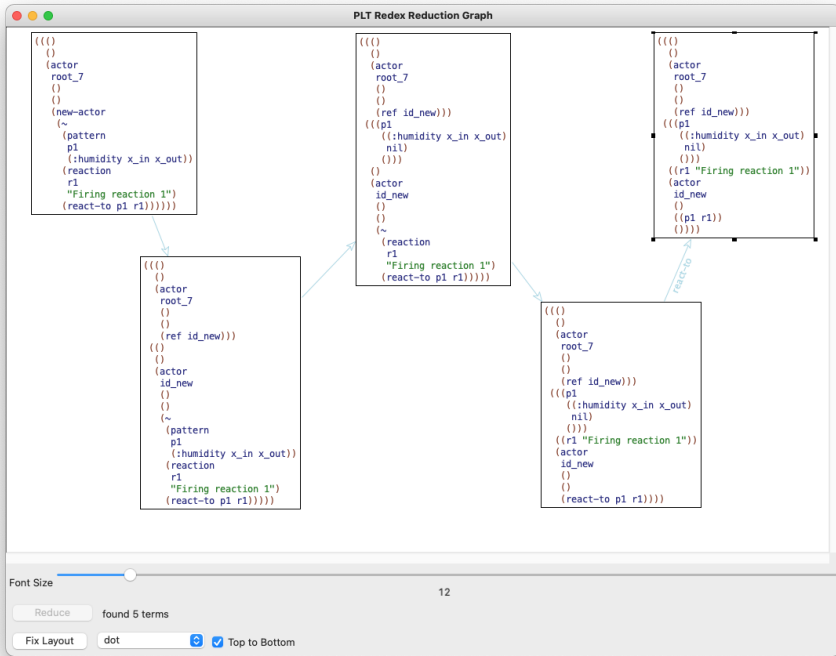 PLT Redex Reduction Graph
((()
()
(actor
root_7
()
()
(new-actor
(~
(pattern
p1
(:humidity x_in x_out))
(reaction
r1
"Firing reaction 1")
(react-to p1 r1))))))
((()
()
(actor
root_7
()
()
(ref id_new)))
(()
()
(actor
id_new
()
()
(~
(pattern
p1
(:humidity x_in x_out))
(reaction
r1
"Firing reaction 1")
(react-to p1 r1)))))
((()
()
(actor
root_7
()
()
(ref id_new)))
(((p1
((:humidity x_in x_out)
nil)
()))
()
(actor
id_new
()
()
(~
(reaction
r1
"Firing reaction 1")
(react-to p1 r1)))))
((()
()
(actor
root_7
()
()
(ref id_new)))
(((p1
((:humidity x_in x_out)
nil)
()))
((r1 "Firing reaction 1"))
(actor
id_new
()
()
(react-to p1 r1))))
react-to
((()
()
(actor
root_7
()
()
(ref id_new)))
(((p1
((:humidity x_in x_out)
nil)
()))
((r1 "Firing reaction 1"))
(actor
id_new
()
((p1 r1))
())))
Font Size
12
Reduce found 5 terms
Fix Layout dot Top to Bottom